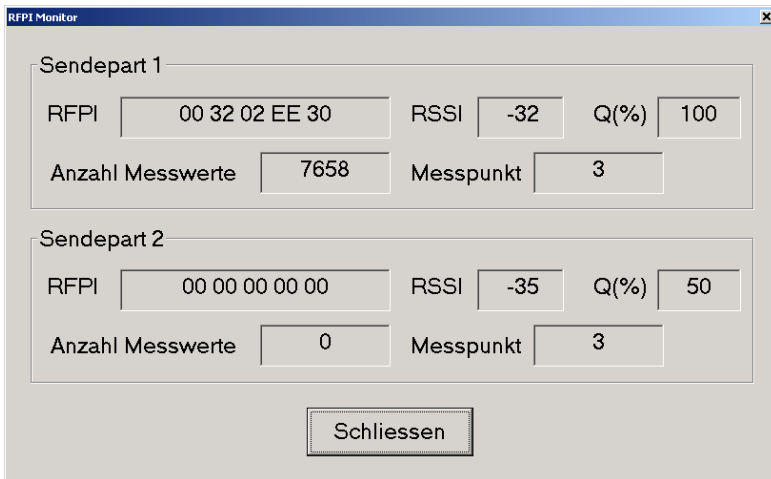 RFPI Monitor
Sendepart 1
RFPI 00 32 02 EE 30 RSSI -32 Q(%) 100
Anzahl Messwerte 7658 Messpunkt 3
Sendepart 2
RFPI 00 00 00 00 00 RSSI -35 Q(%) 50
Anzahl Messwerte 0 Messpunkt 3
Schliessen